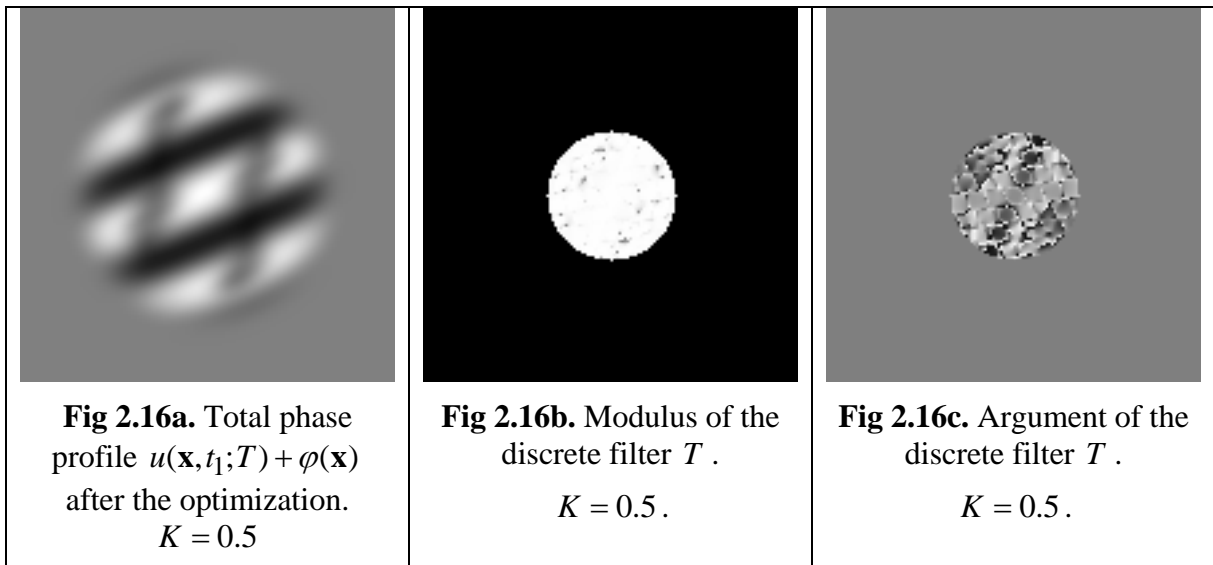 Fig 2.16a. Total phase
profile u(x,t₁;T) + φ(x)
after the optimization.
K = 0.5
Fig 2.16b. Modulus of the
discrete filter T .
K = 0.5 .
Fig 2.16c. Argument of the
discrete filter T .
K = 0.5 .